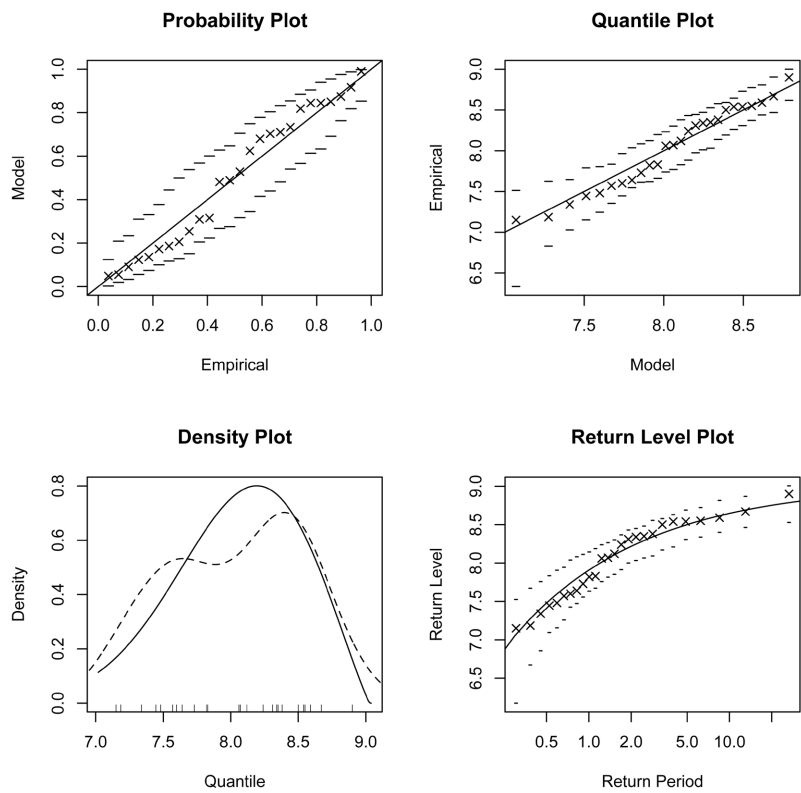 Probability Plot
Model
0.0 0.2 0.4 0.6 0.8 1.0
0.0 0.2 0.4 0.6 0.8 1.0
Empirical
Quantile Plot
Empirical
6.5 7.0 7.5 8.0 8.5 9.0
7.5 8.0 8.5
Model
Density Plot
Density
0.0 0.2 0.4 0.6 0.8
7.0 7.5 8.0 8.5 9.0
Quantile
Return Level Plot
Return Level
6.5 7.0 7.5 8.0 8.5 9.0
0.5 1.0 2.0 5.0 10.0
Return Period